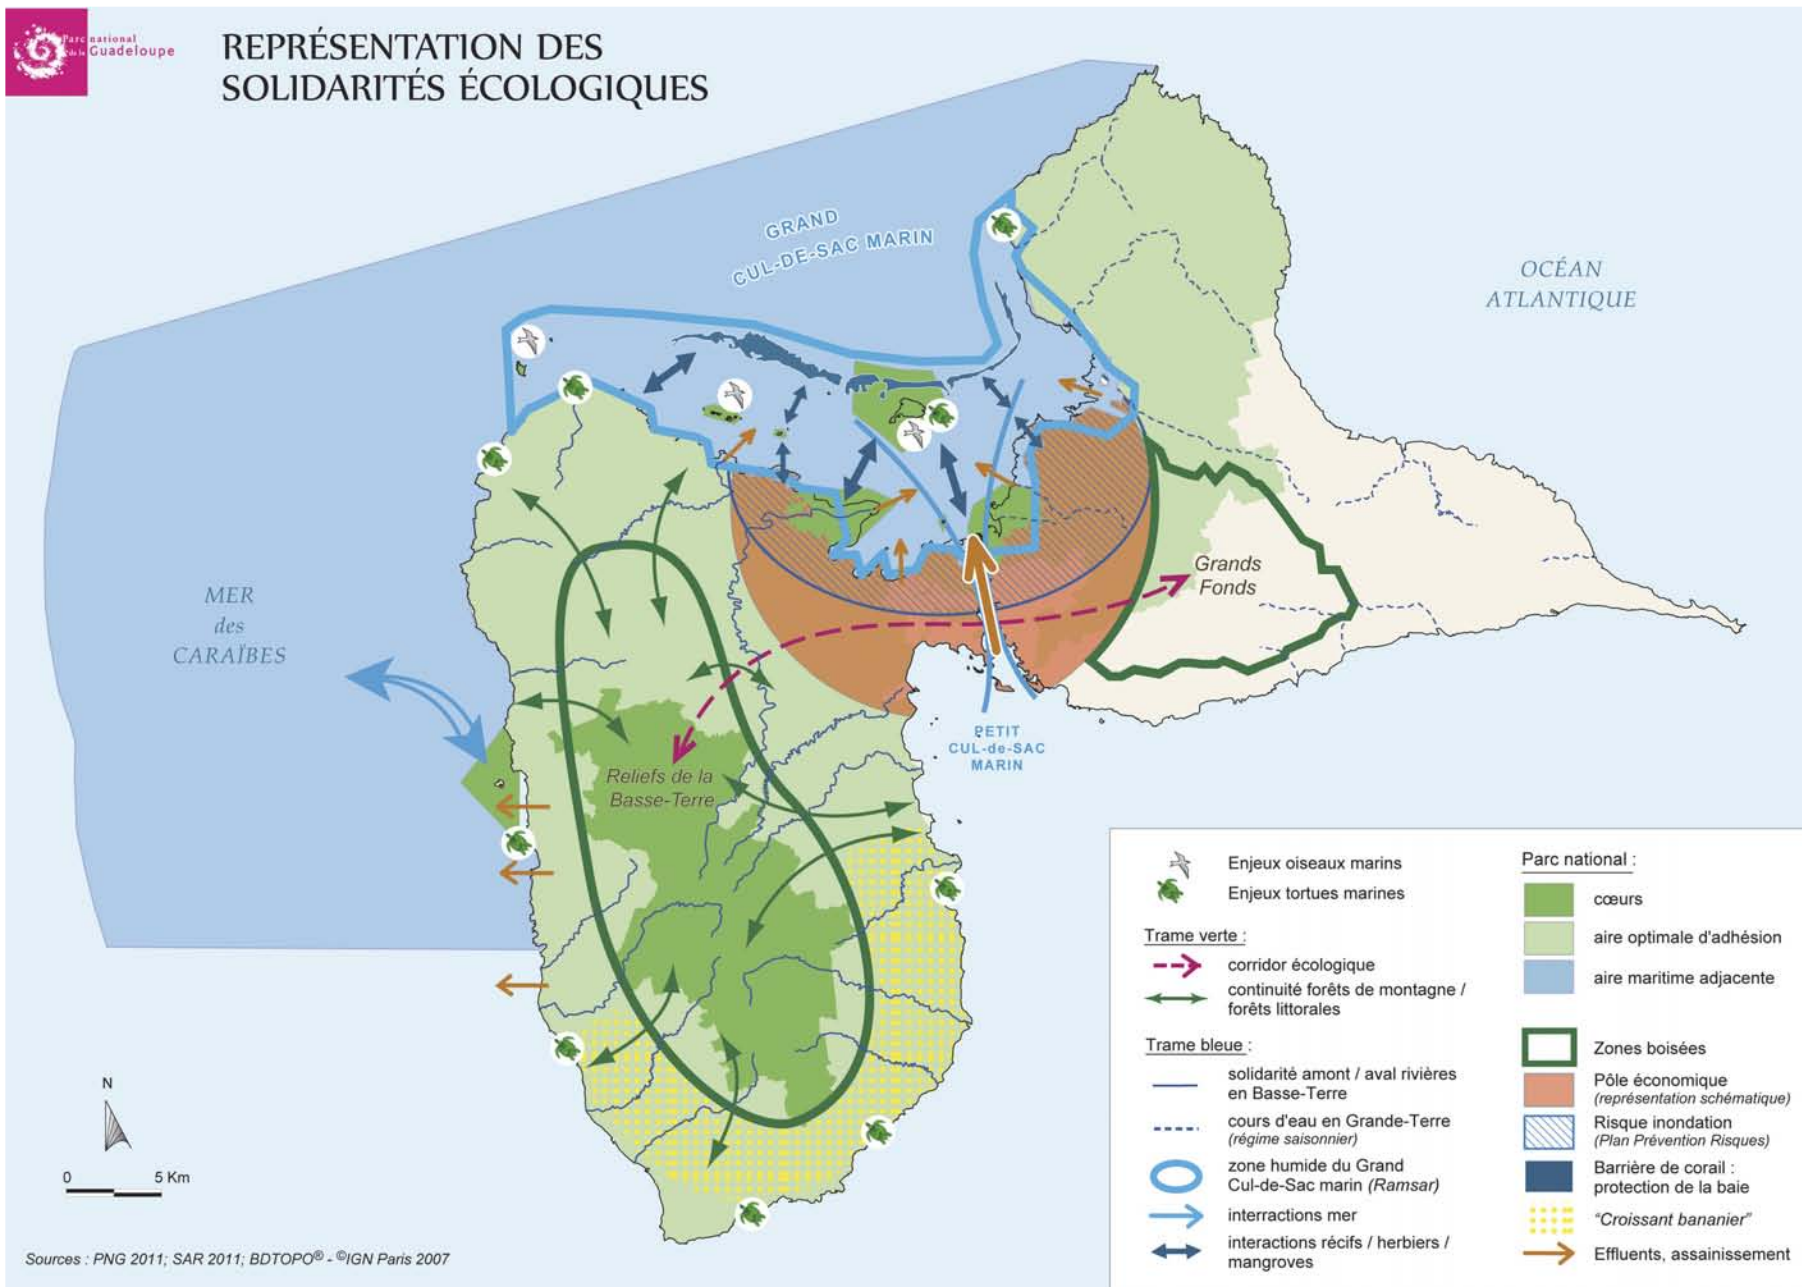 Parc national
de la Guadeloupe
REPRÉSENTATION DES
SOLIDARITÉS ÉCOLOGIQUES
GRAND
CUL-DE-SAC MARIN
OCÉAN
ATLANTIQUE
MER
des
CARAÏBES
Grands
Fonds
PETIT
CUL-de-SAC
MARIN
Reliefs de la
Basse-Terre
N
0 5 Km
Sources : PNG 2011; SAR 2011; BDTOPO® - ©IGN Paris 2007
Enjeux oiseaux marins
Enjeux tortues marines
Trame verte :
corridor écologique
continuité forêts de montagne /
forêts littorales
Trame bleue :
solidarité amont / aval rivières
en Basse-Terre
cours d'eau en Grande-Terre
(régime saisonnier)
zone humide du Grand
Cul-de-Sac marin (Ramsar)
interractions mer
interactions récifs / herbiers /
mangroves
Parc national :
cœurs
aire optimale d'adhésion
aire maritime adjacente
Zones boisées
Pôle économique
(représentation schématique)
Risque inondation
(Plan Prévention Risques)
Barrière de corail :
protection de la baie
"Croissant bananier"
Effluents, assainissement